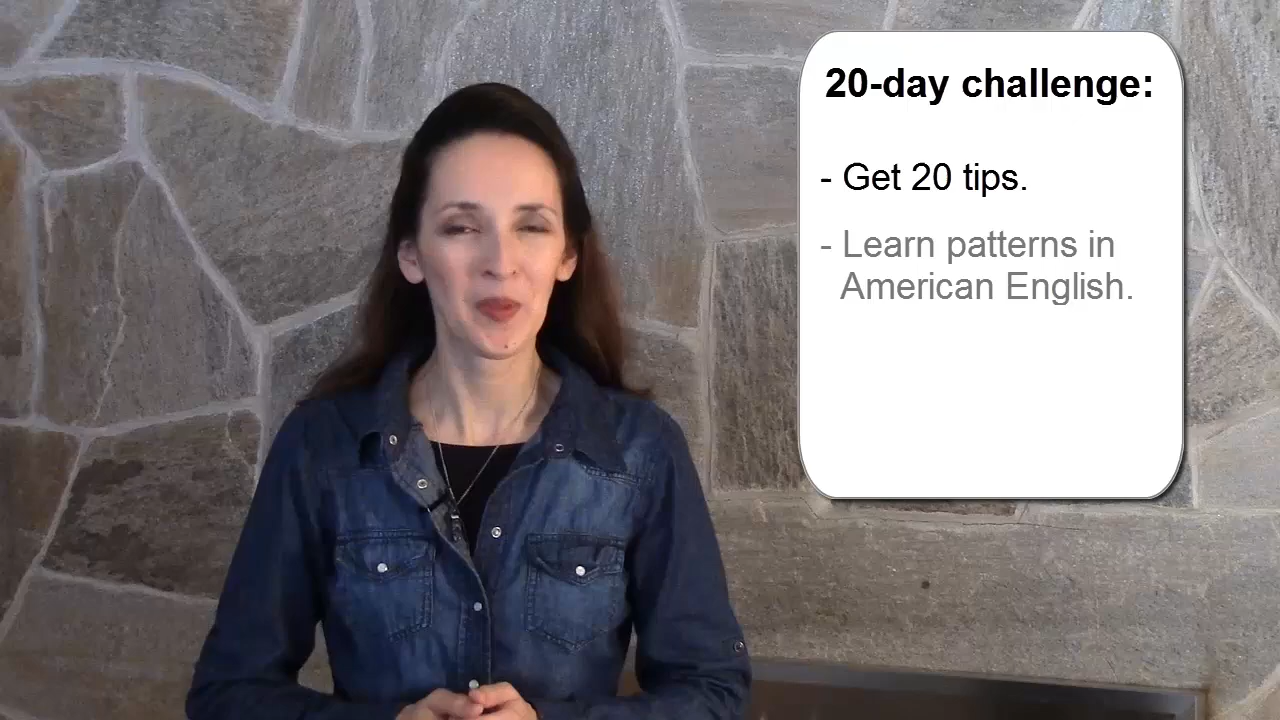 20-day challenge:
- Get 20 tips.
- Learn patterns in
American English.